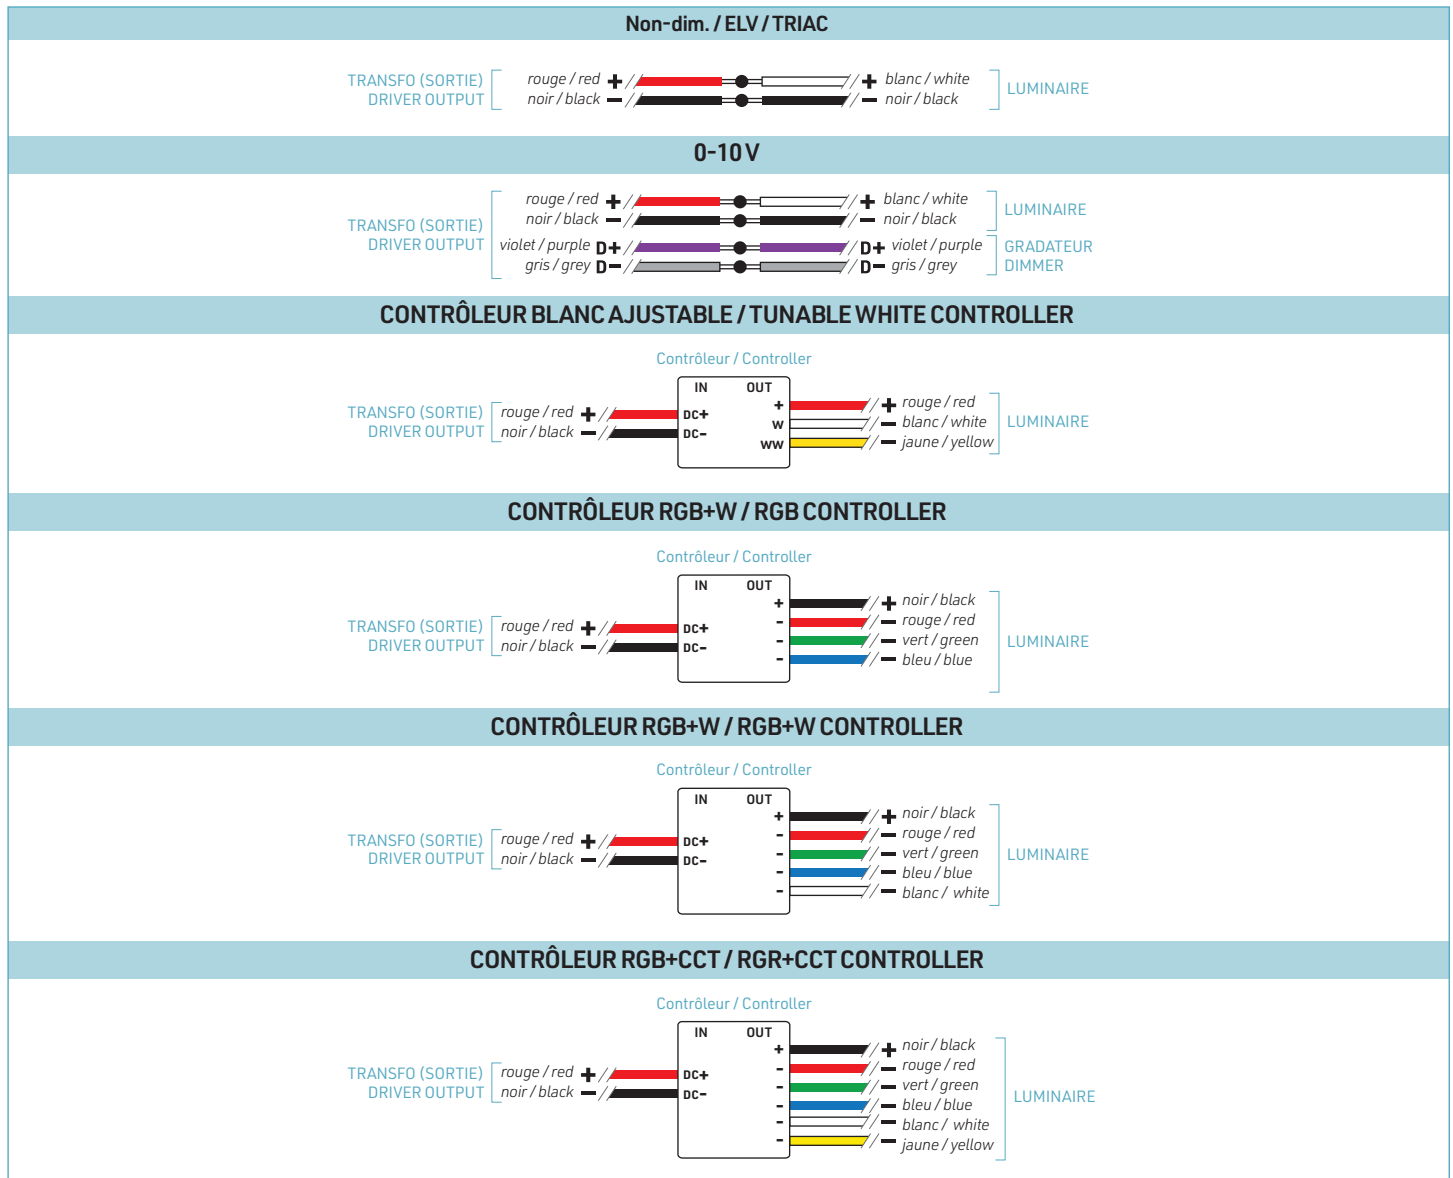 Non-dim. / ELV / TRIAC
TRANSFO (SORTIE)
DRIVER OUTPUT
rouge / red +
noir / black -
+ blanc / white
- noir / black
LUMINAIRE
0-10 V
TRANSFO (SORTIE)
DRIVER OUTPUT
rouge / red +
noir / black -
violet / purple D+
gris / grey D-
+ blanc / white
- noir / black
D+ violet / purple
D- gris / grey
LUMINAIRE
GRADATEUR
DIMMER
CONTRÔLEUR BLANC AJUSTABLE / TUNABLE WHITE CONTROLLER
Contrôleur / Controller
TRANSFO (SORTIE)
DRIVER OUTPUT
rouge / red +
noir / black -
IN OUT
DC+
DC-
+
W
WW
+ rouge / red
- blanc / white
- jaune / yellow
LUMINAIRE
CONTRÔLEUR RGB+W / RGB CONTROLLER
Contrôleur / Controller
TRANSFO (SORTIE)
DRIVER OUTPUT
rouge / red +
noir / black -
IN OUT
DC+
DC-
+
-
-
-
+ noir / black
- rouge / red
- vert / green
- bleu / blue
LUMINAIRE
CONTRÔLEUR RGB+W / RGB+W CONTROLLER
Contrôleur / Controller
TRANSFO (SORTIE)
DRIVER OUTPUT
rouge / red +
noir / black -
IN OUT
DC+
DC-
+
-
-
-
-
+ noir / black
- rouge / red
- vert / green
- bleu / blue
- blanc / white
LUMINAIRE
CONTRÔLEUR RGB+CCT / RGR+CCT CONTROLLER
Contrôleur / Controller
TRANSFO (SORTIE)
DRIVER OUTPUT
rouge / red +
noir / black -
IN OUT
DC+
DC-
+
-
-
-
-
-
+ noir / black
- rouge / red
- vert / green
- bleu / blue
- blanc / white
- jaune / yellow
LUMINAIRE